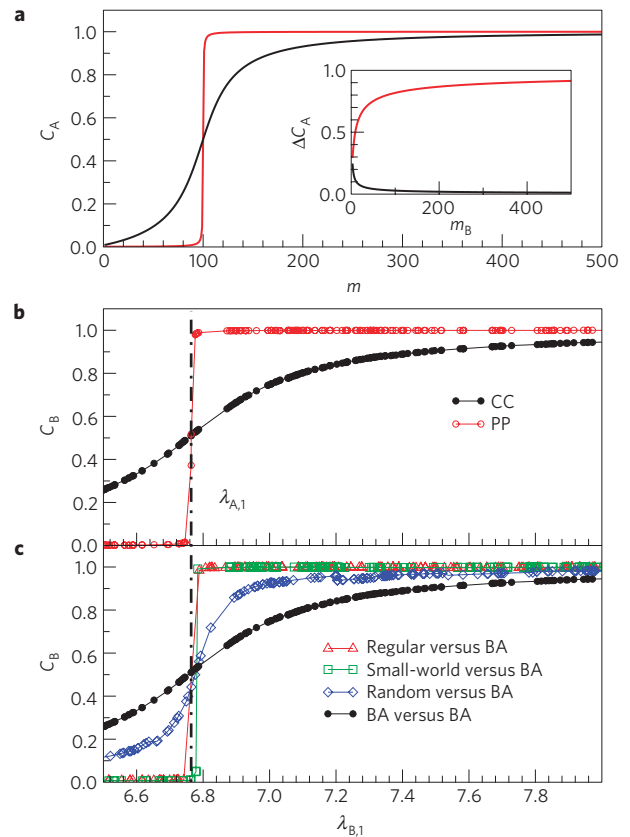 a
1.0
0.8
0.6
0.4
0.2
0.0
C_A
0 100 200 300 400 500
m
1.0
0.5
0.0
ΔC_A
0 200 400
m_B
b
1.0
0.8
0.6
0.4
0.2
0.0
C_B
λ_A,1
CC
PP
c
1.0
0.8
0.6
0.4
0.2
0.0
C_B
Regular versus BA
Small-world versus BA
Random versus BA
BA versus BA
6.6 6.8 7.0 7.2 7.4 7.6 7.8
λ_B,1